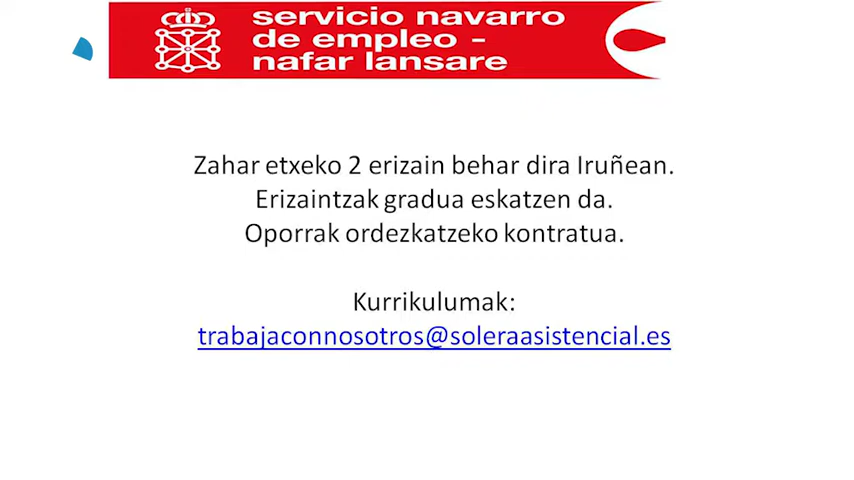 servicio navarro
de empleo -
nafar lansare
Zahar etxeko 2 erizain behar dira Iruñean.
Erizaintzak gradua eskatzen da.
Oporrak ordezkatzeko kontratua.
Kurrikulumak:
trabajaconnosotros@soleraasistencial.es